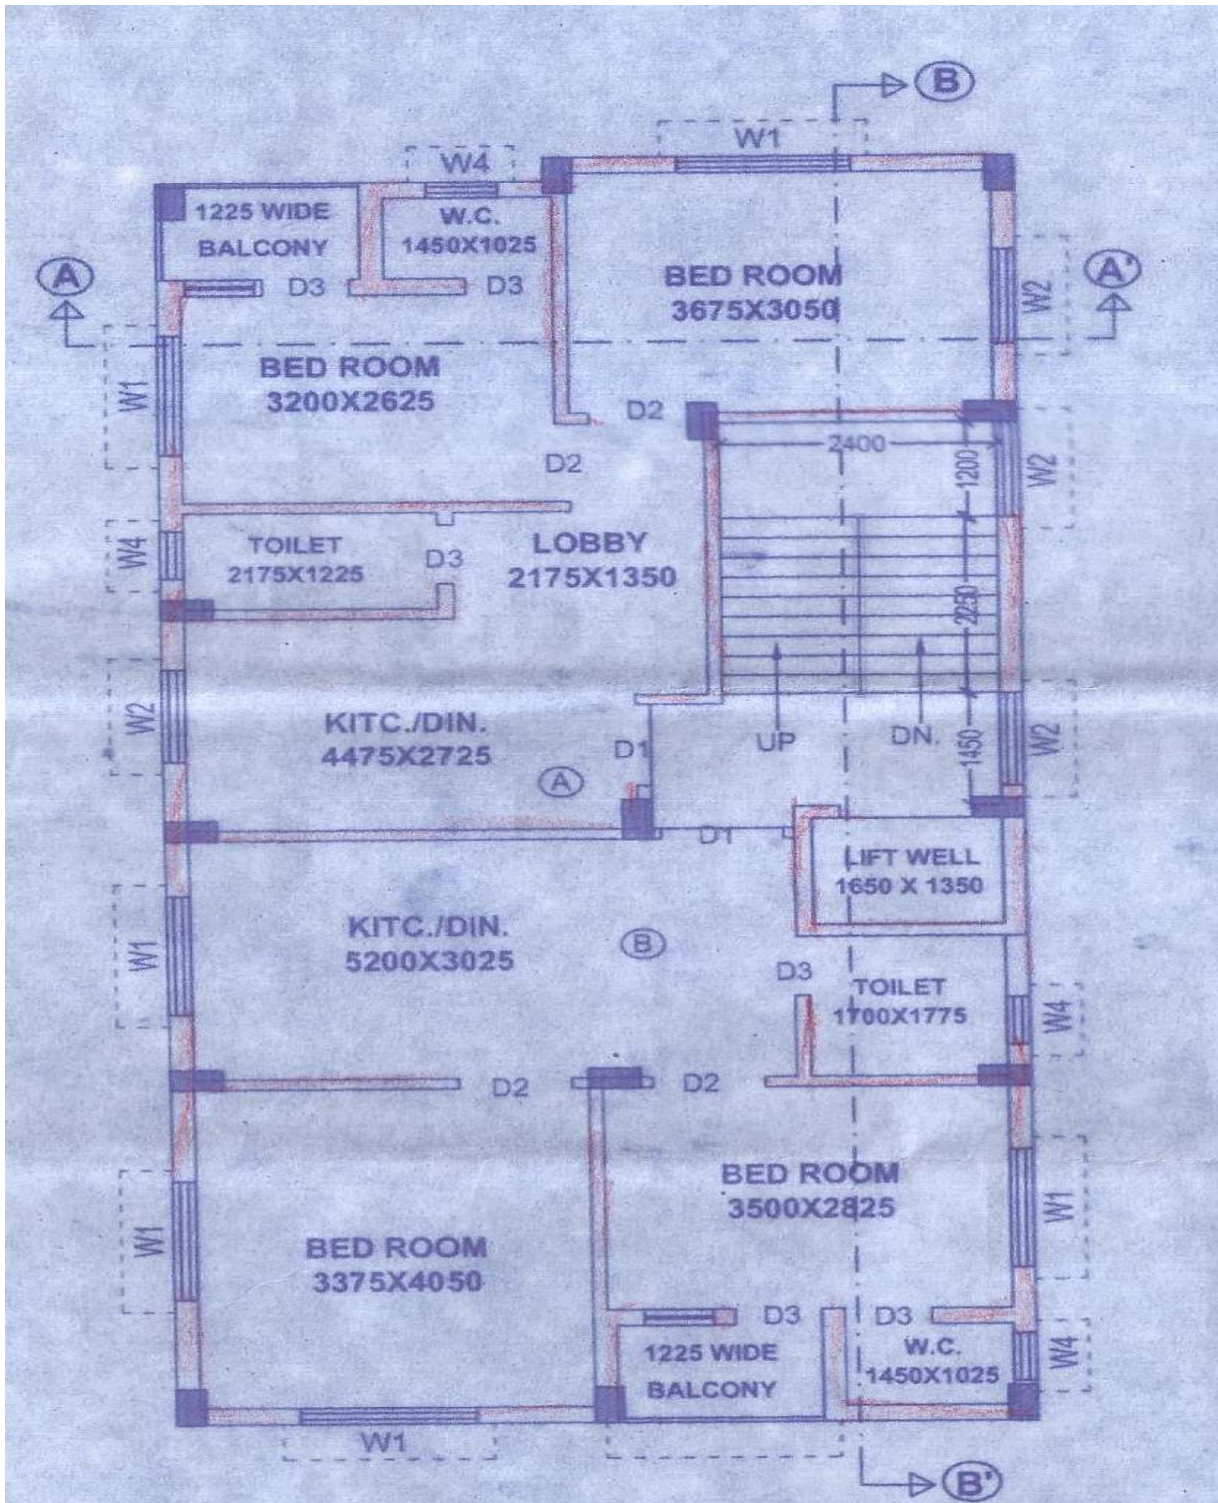 B
W1
W4
1225 WIDE
BALCONY
W.C.
1450X1025
A
D3
D3
BED ROOM
3675X3050
W2
A'
BED ROOM
3200X2625
W1
D2
D2
2400
1200
W2
W4
TOILET
2175X1225
D3
LOBBY
2175X1350
2250
W2
KITC./DIN.
4475X2725
A
D1
UP
DN.
1450
W2
D1
LIFT WELL
1650 X 1350
W1
KITC./DIN.
5200X3025
B
D3
TOILET
1700X1775
W4
D2
D2
BED ROOM
3500X2825
W1
W1
BED ROOM
3375X4050
D3
D3
1225 WIDE
BALCONY
W.C.
1450X1025
W4
W1
B'